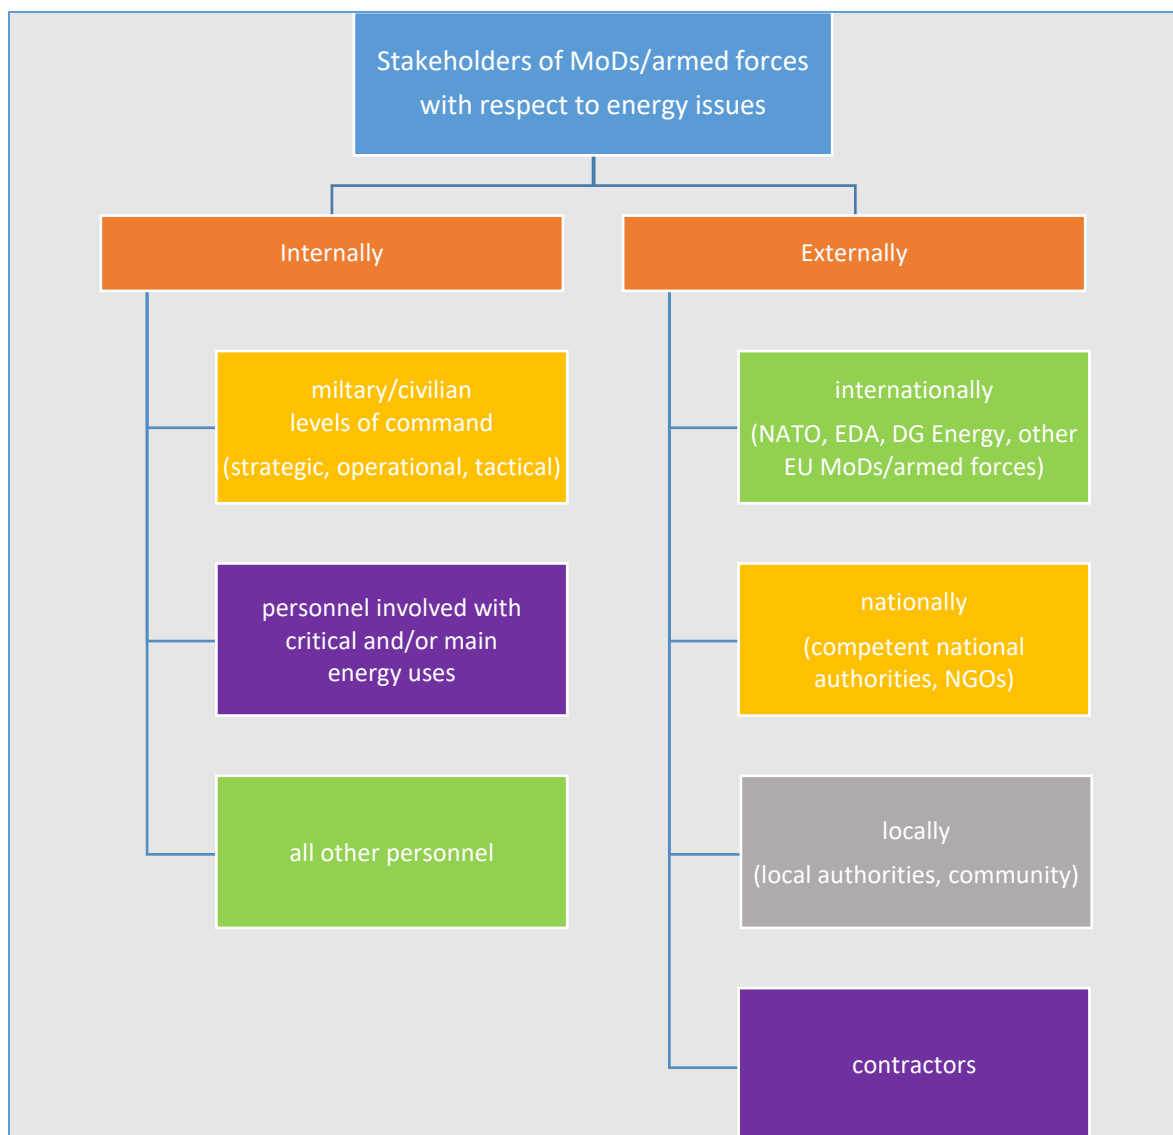 Stakeholders of MoDs/armed forces
with respect to energy issues
Internally
Externally
miltary/civilian
levels of command
(strategic, operational, tactical)
personnel involved with
critical and/or main
energy uses
all other personnel
internationally
(NATO, EDA, DG Energy, other
EU MoDs/armed forces)
nationally
(competent national
authorities, NGOs)
locally
(local authorities, community)
contractors